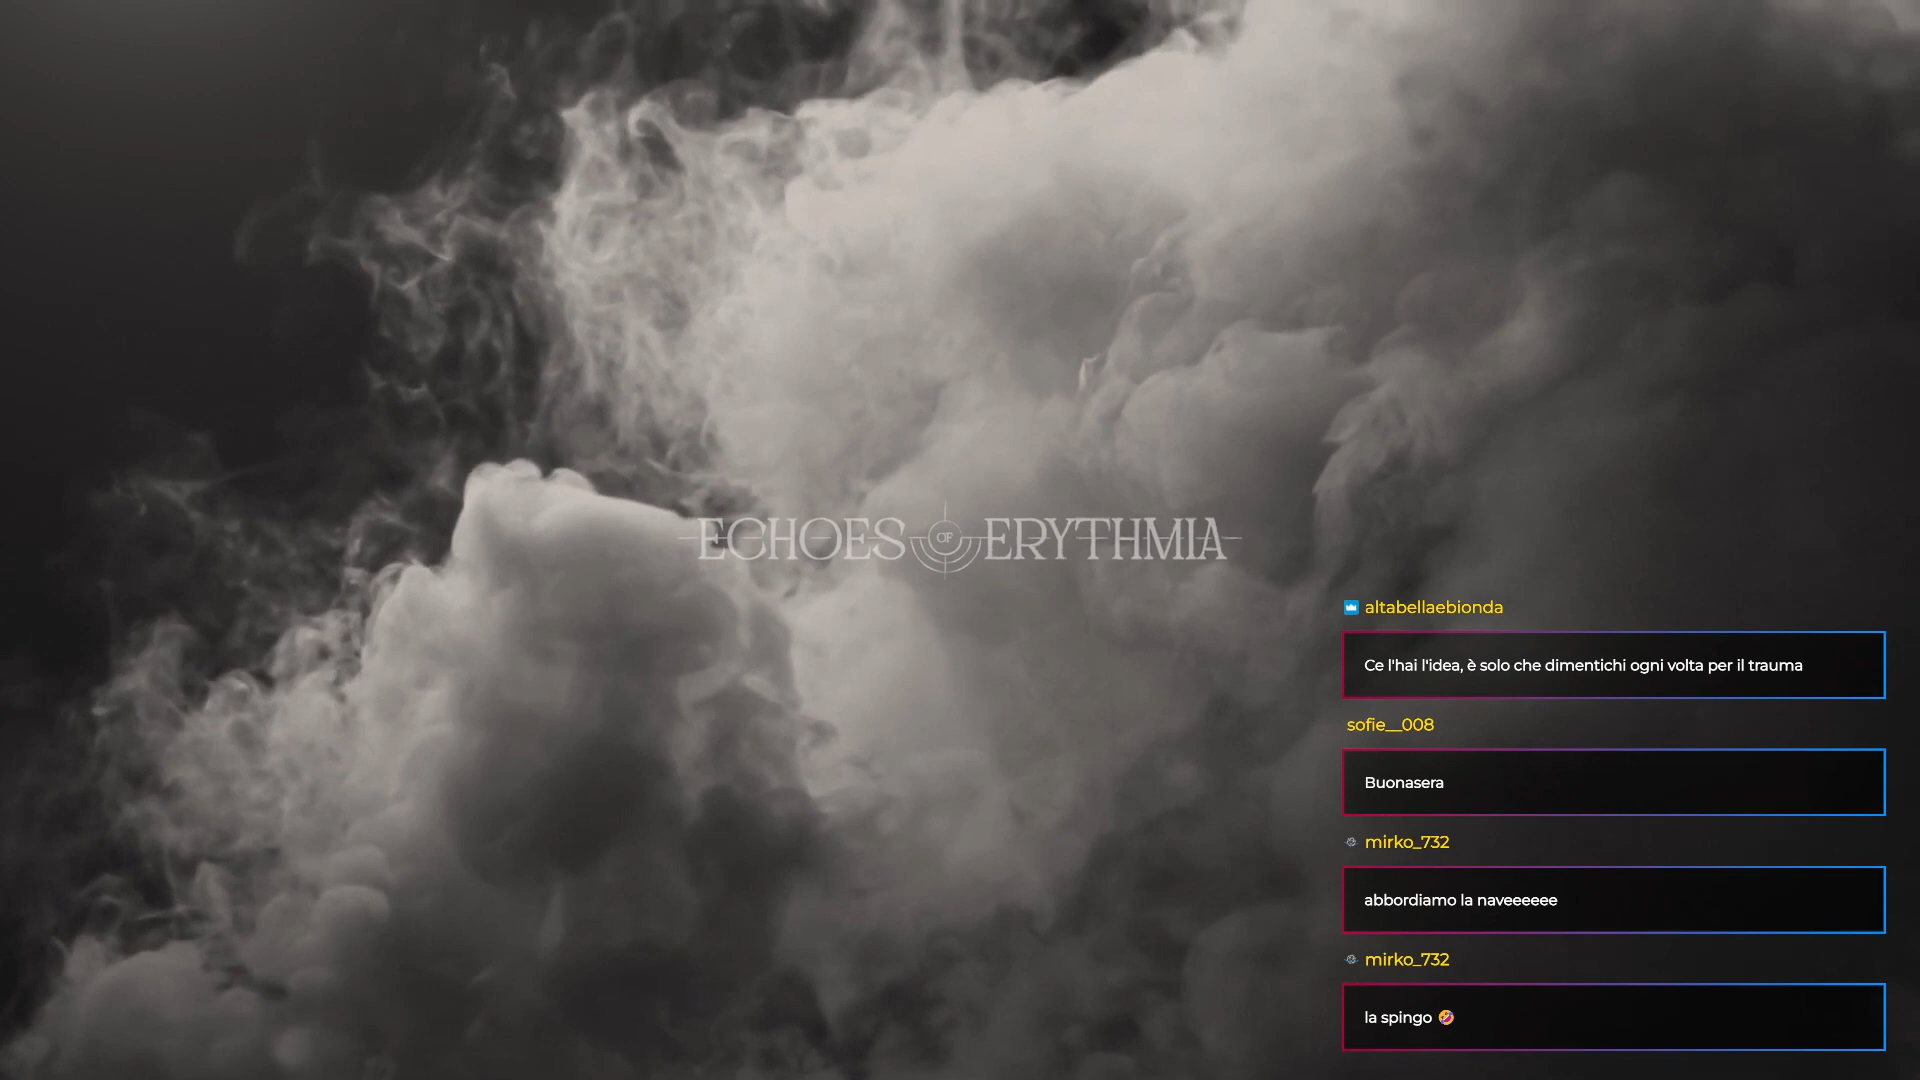 ECHOES OF ERYTHMIA
altabellaebionda
Ce l'hai l'idea, è solo che dimentichi ogni volta per il trauma
sofie__008
Buonasera
mirko_732
abbordiamo la naveeeeee
mirko_732
la spingo 🤣